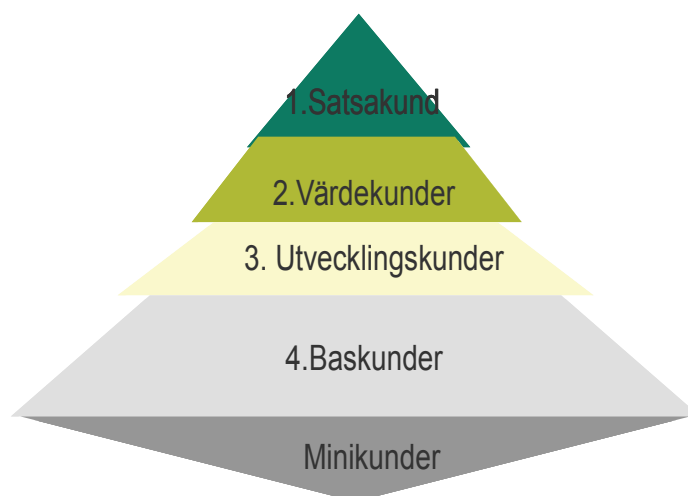 1.Satsakund
2.Värdekunder
3. Utvecklingskunder
4.Baskunder
Minikunder